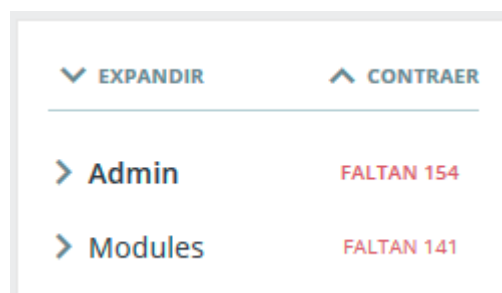 EXPANDIR CONTRAER
Admin FALTAN 154
Modules FALTAN 141